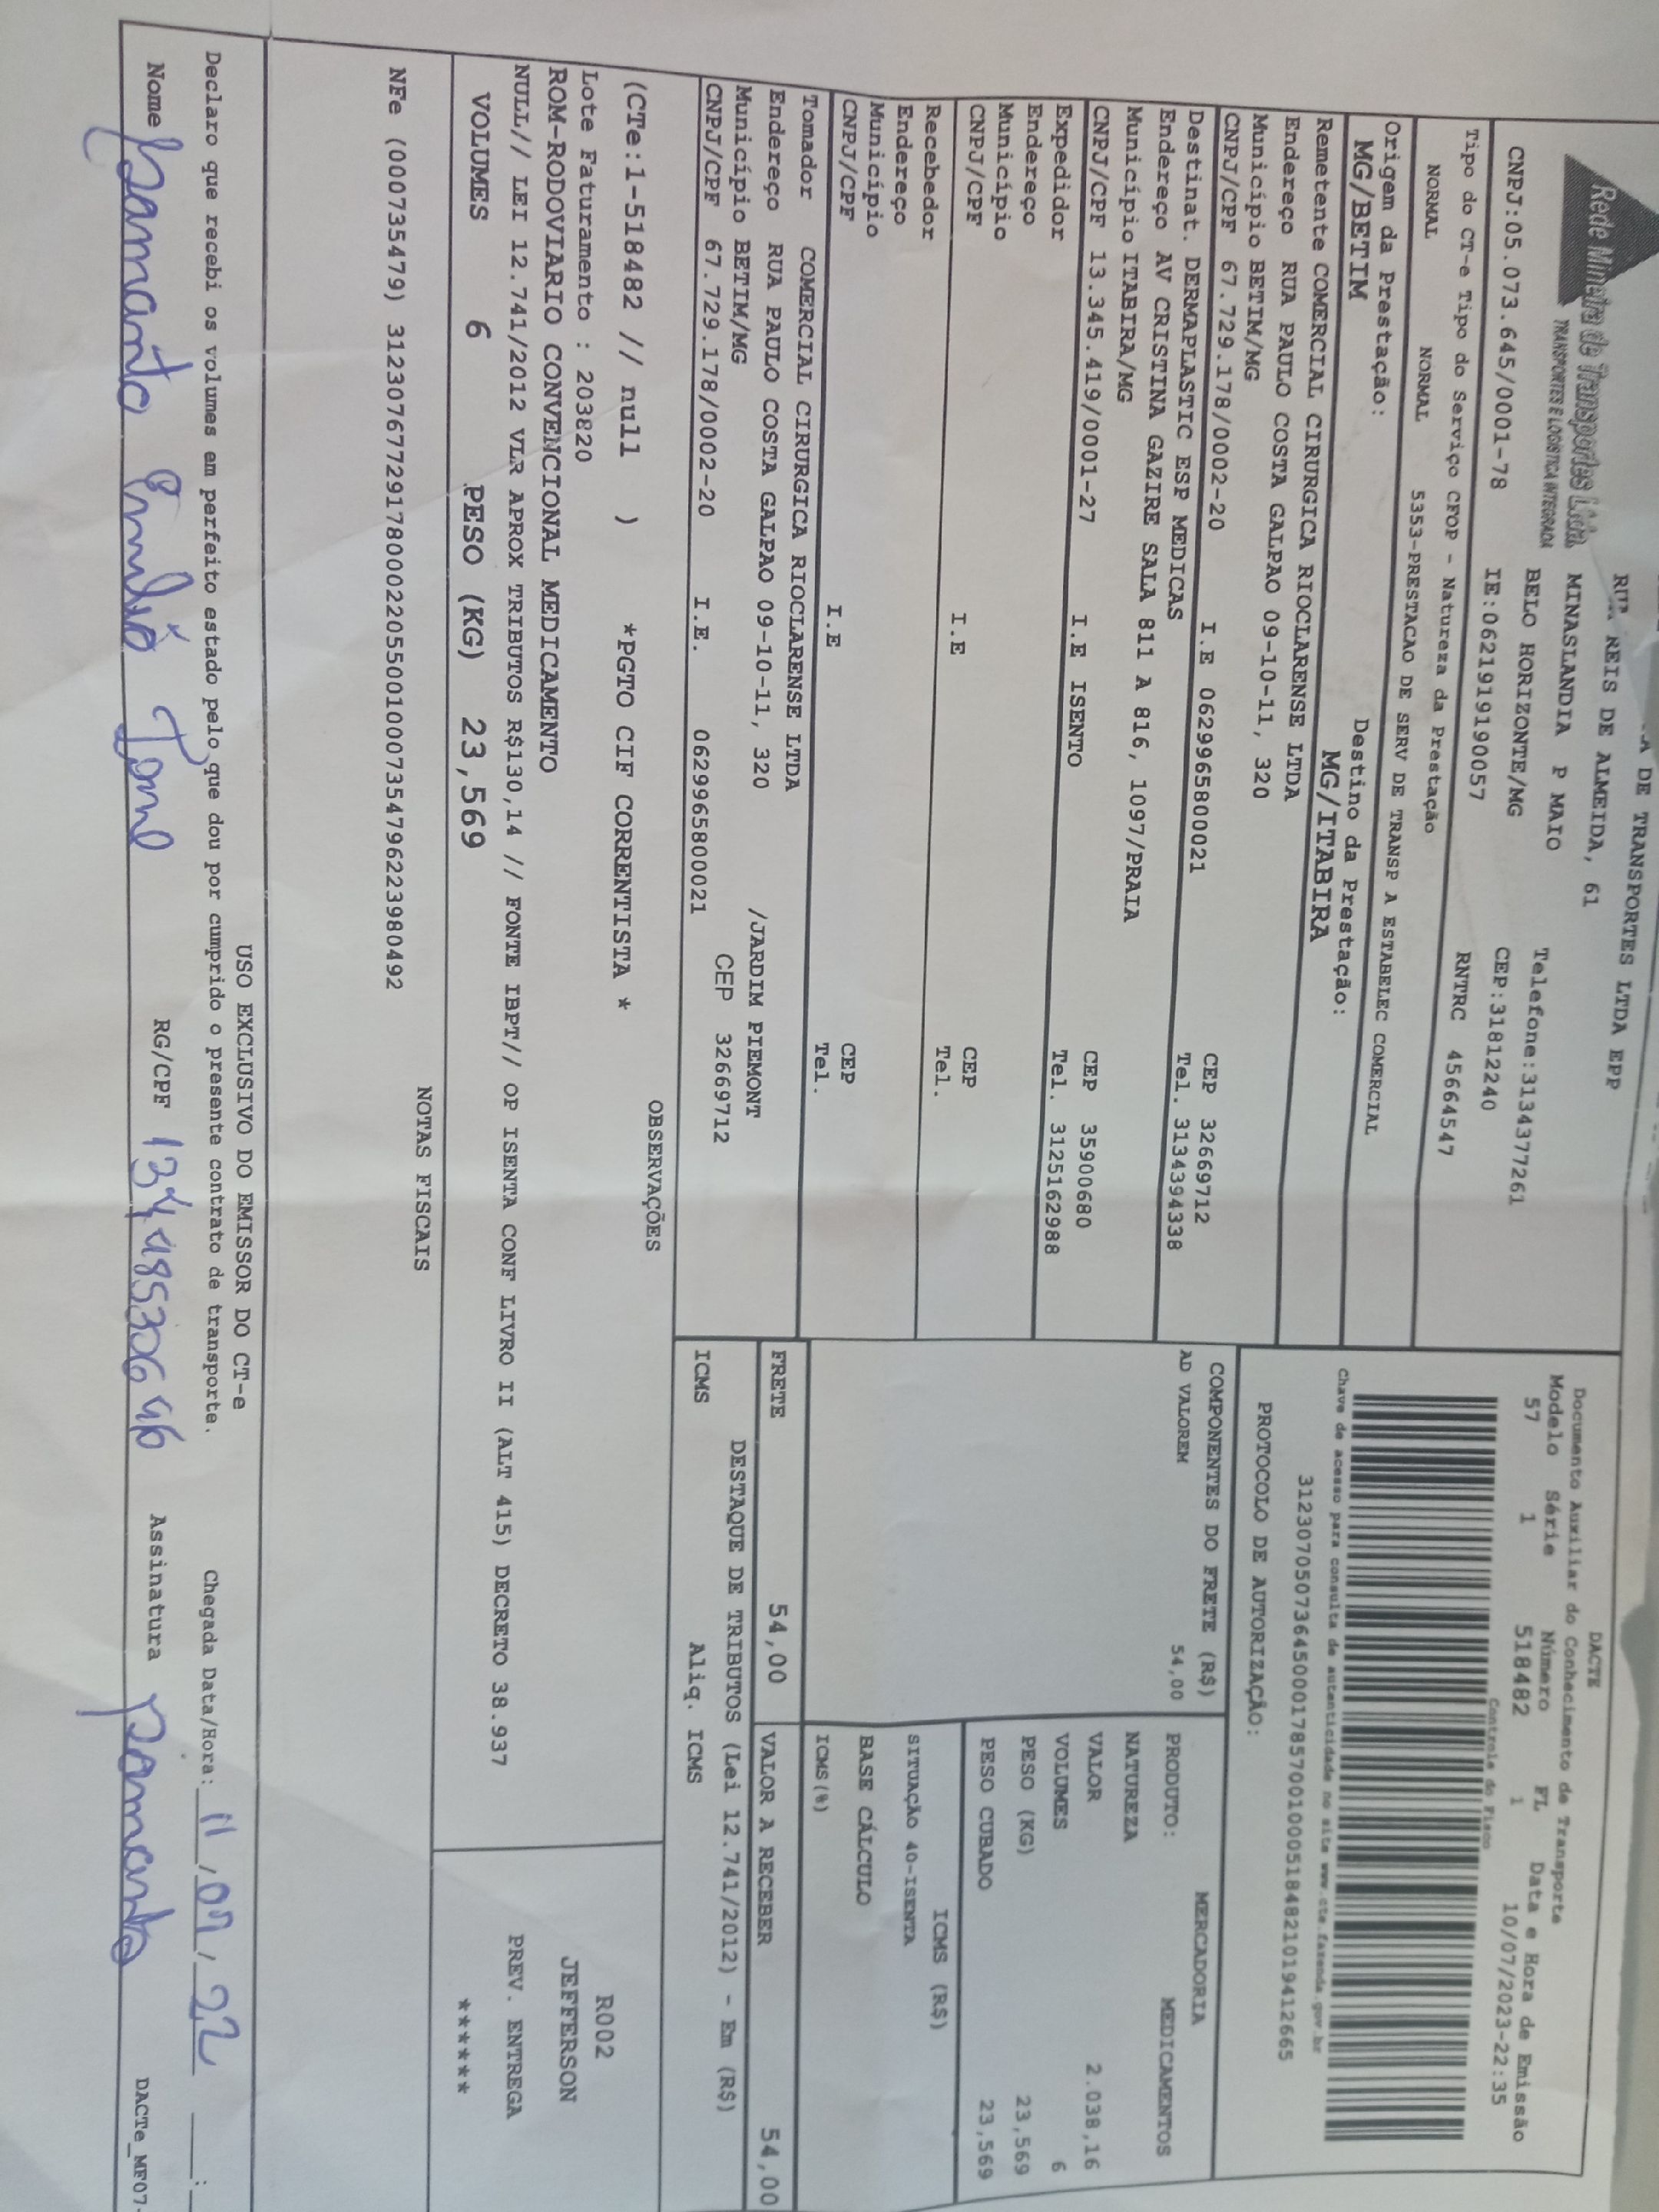 Rede Mineira de Transportes Ltda
TRANSPORTES E LOGISTICA INTEGRADA
DE TRANSPORTES LTDA EPP
REIS DE ALMEIDA, 61
MINASLANDIA P MAIO
BELO HORIZONTE/MG
Telefone:3134377261
CNPJ:05.073.645/0001-78 IE:0621919190057 CEP:31812240
RNTRC 45664547
Tipo do CT-e Tipo do Serviço CFOP - Natureza da Prestação
NORMAL NORMAL 5353-PRESTACAO DE SERV DE TRANSP A ESTABELEC COMERCIAL
Origem da Prestação: Destino da Prestação:
MG/BETIM MG/ITABIRA
Remetente COMERCIAL CIRURGICA RIOCLARENSE LTDA
Endereço RUA PAULO COSTA GALPAO 09-10-11, 320
Município BETIM/MG CEP 32669712
CNPJ/CPF 67.729.178/0002-20 I.E 0629965800021 Tel. 3134394338
Destinat. DERMAPLASTIC ESP MEDICAS
Endereço AV CRISTINA GAZIRE SALA 811 A 816, 1097/PRAIA
Município ITABIRA/MG CEP 35900680
CNPJ/CPF 13.345.419/0001-27 I.E ISENTO Tel. 3125162988
Expedidor
Endereço
Município CEP
CNPJ/CPF I.E Tel.
Recebedor
Endereço
Município CEP
CNPJ/CPF I.E Tel.
Tomador COMERCIAL CIRURGICA RIOCLARENSE LTDA
Endereço RUA PAULO COSTA GALPAO 09-10-11, 320 /JARDIM PIEMONT
Município BETIM/MG CEP 32669712
CNPJ/CPF 67.729.178/0002-20 I.E. 0629965800021
DACTE
Documento Auxiliar do Conhecimento de Transporte
Modelo Série Número FL Data e Hora de Emissão
57 1 518482 1 10/07/2023-22:35
Controle do Fisco
Chave de acesso para consulta de autenticidade no site www.cte.fazenda.gov.br
31230705073645000178570010005184821019412665
PROTOCOLO DE AUTORIZAÇÃO:
COMPONENTES DO FRETE (R$)
AD VALOREM 54,00
MERCADORIA
PRODUTO: MEDICAMENTOS
NATUREZA
VALOR 2.038,16
VOLUMES 6
PESO (KG) 23,569
PESO CUBADO 23,569
ICMS (R$)
SITUAÇÃO 40-ISENTA
BASE CÁLCULO
ICMS(%)
FRETE 54,00 VALOR A RECEBER 54,00
DESTAQUE DE TRIBUTOS (Lei 12.741/2012) - Em (R$)
ICMS Aliq. ICMS
OBSERVAÇÕES
(CTe:1-518482 // null ) *PGTO CIF CORRENTISTA *
Lote Faturamento : 203820
ROM-RODOVIARIO CONVENCIONAL MEDICAMENTO
NULL// LEI 12.741/2012 VLR APROX TRIBUTOS R$130,14 // FONTE IBPT// OP ISENTA CONF LIVRO II (ALT 415) DECRETO 38.937
VOLUMES 6 PESO (KG) 23,569
R002
JEFFERSON
PREV. ENTREGA
******
NOTAS FISCAIS
NFe (000735479) 31230767729178000220550010007354796223980492
USO EXCLUSIVO DO EMISSOR DO CT-e
Declaro que recebi os volumes em perfeito estado pelo que dou por cumprido o presente contrato de transporte. Chegada Data/Hora: 11/07/22 :
Nome RG/CPF Assinatura
DACTe_MF07-